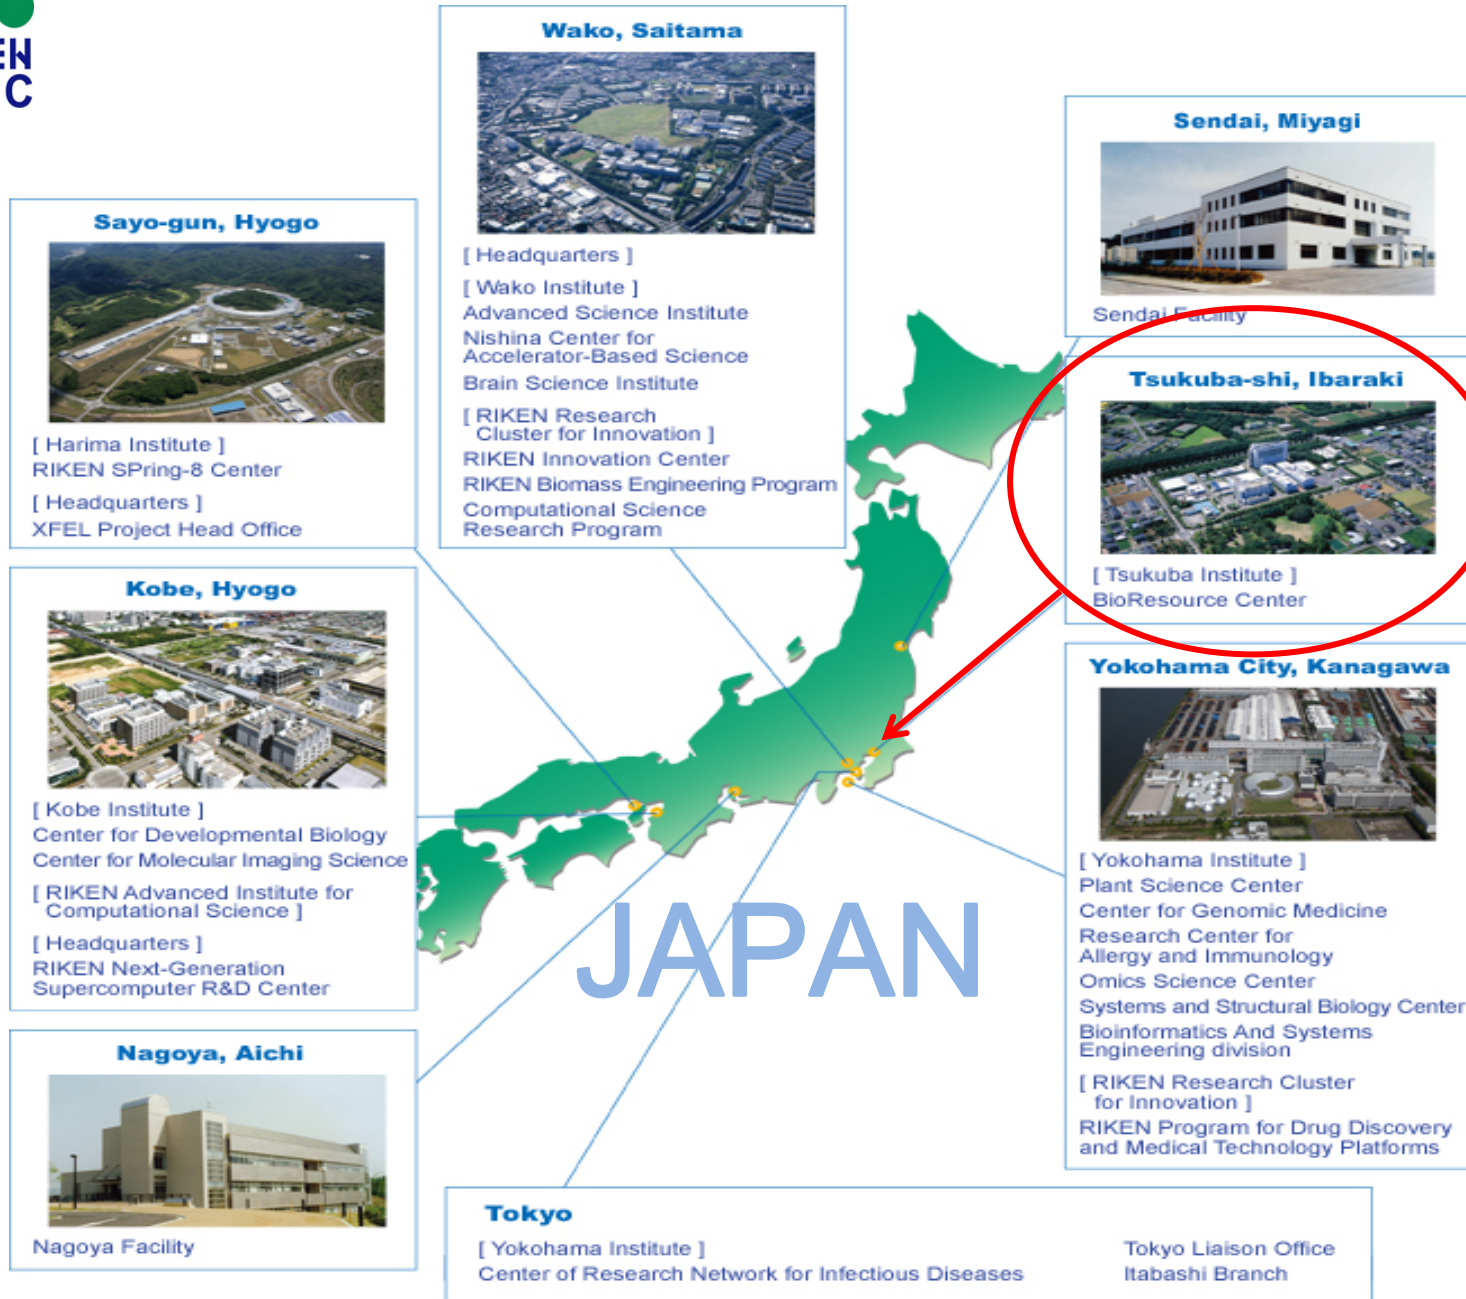 EN
C
Wako, Saitama
[ Headquarters ]
[ Wako Institute ]
Advanced Science Institute
Nishina Center for
Accelerator-Based Science
Brain Science Institute
[ RIKEN Research
Cluster for Innovation ]
RIKEN Innovation Center
RIKEN Biomass Engineering Program
Computational Science
Research Program
Sendai, Miyagi
Sendai Facility
Sayo-gun, Hyogo
[ Harima Institute ]
RIKEN SPring-8 Center
[ Headquarters ]
XFEL Project Head Office
Tsukuba-shi, Ibaraki
[ Tsukuba Institute ]
BioResource Center
Kobe, Hyogo
[ Kobe Institute ]
Center for Developmental Biology
Center for Molecular Imaging Science
[ RIKEN Advanced Institute for
Computational Science ]
[ Headquarters ]
RIKEN Next-Generation
Supercomputer R&D Center
Yokohama City, Kanagawa
[ Yokohama Institute ]
Plant Science Center
Center for Genomic Medicine
Research Center for
Allergy and Immunology
Omics Science Center
Systems and Structural Biology Center
Bioinformatics And Systems
Engineering division
[ RIKEN Research Cluster
for Innovation ]
RIKEN Program for Drug Discovery
and Medical Technology Platforms
JAPAN
Nagoya, Aichi
Nagoya Facility
Tokyo
[ Yokohama Institute ]
Center of Research Network for Infectious Diseases
Tokyo Liaison Office
Itabashi Branch